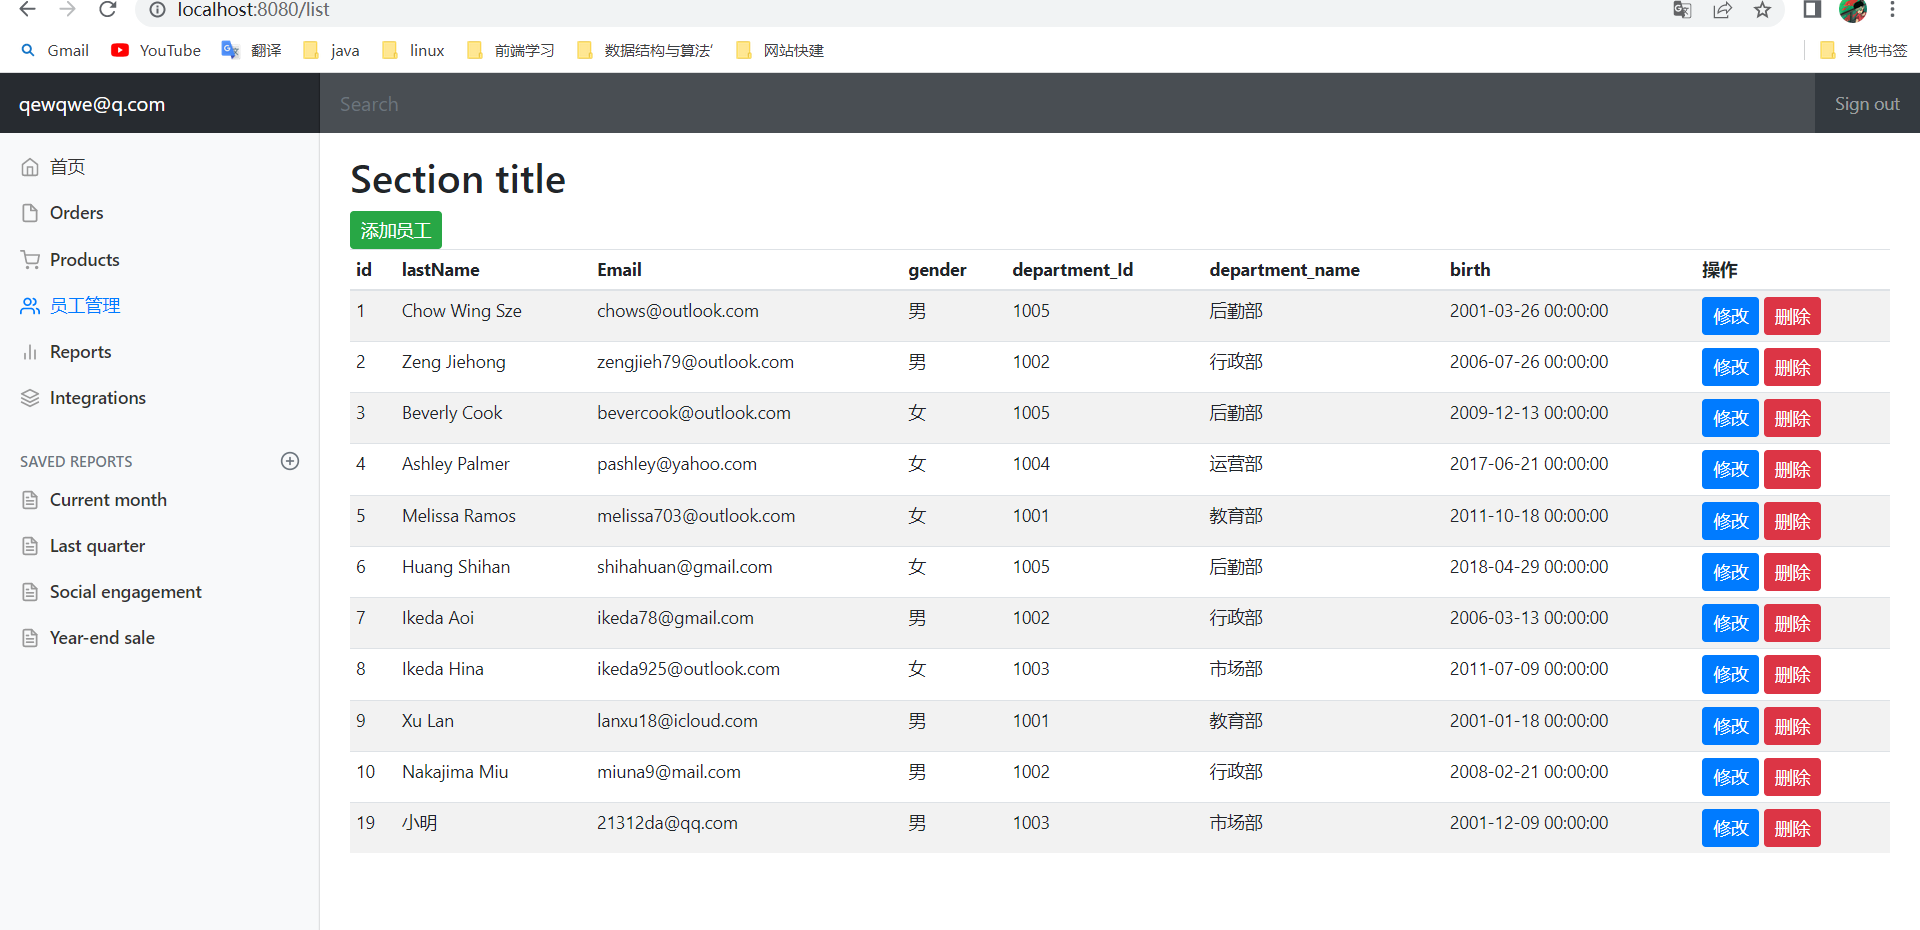 localhost:8080/list
Gmail YouTube 翻译 java linux 前端学习 数据结构与算法' 网站快建 其他书签
qewqwe@q.com Search Sign out
首页
Orders
Products
员工管理
Reports
Integrations
SAVED REPORTS
Current month
Last quarter
Social engagement
Year-end sale
Section title
添加员工
id lastName Email gender department_Id department_name birth 操作
1 Chow Wing Sze chows@outlook.com 男 1005 后勤部 2001-03-26 00:00:00 修改 删除
2 Zeng Jiehong zengjieh79@outlook.com 男 1002 行政部 2006-07-26 00:00:00 修改 删除
3 Beverly Cook bevercook@outlook.com 女 1005 后勤部 2009-12-13 00:00:00 修改 删除
4 Ashley Palmer pashley@yahoo.com 女 1004 运营部 2017-06-21 00:00:00 修改 删除
5 Melissa Ramos melissa703@outlook.com 女 1001 教育部 2011-10-18 00:00:00 修改 删除
6 Huang Shihan shihahuan@gmail.com 女 1005 后勤部 2018-04-29 00:00:00 修改 删除
7 Ikeda Aoi ikeda78@gmail.com 男 1002 行政部 2006-03-13 00:00:00 修改 删除
8 Ikeda Hina ikeda925@outlook.com 女 1003 市场部 2011-07-09 00:00:00 修改 删除
9 Xu Lan lanxu18@icloud.com 男 1001 教育部 2001-01-18 00:00:00 修改 删除
10 Nakajima Miu miuna9@mail.com 男 1002 行政部 2008-02-21 00:00:00 修改 删除
19 小明 21312da@qq.com 男 1003 市场部 2001-12-09 00:00:00 修改 删除